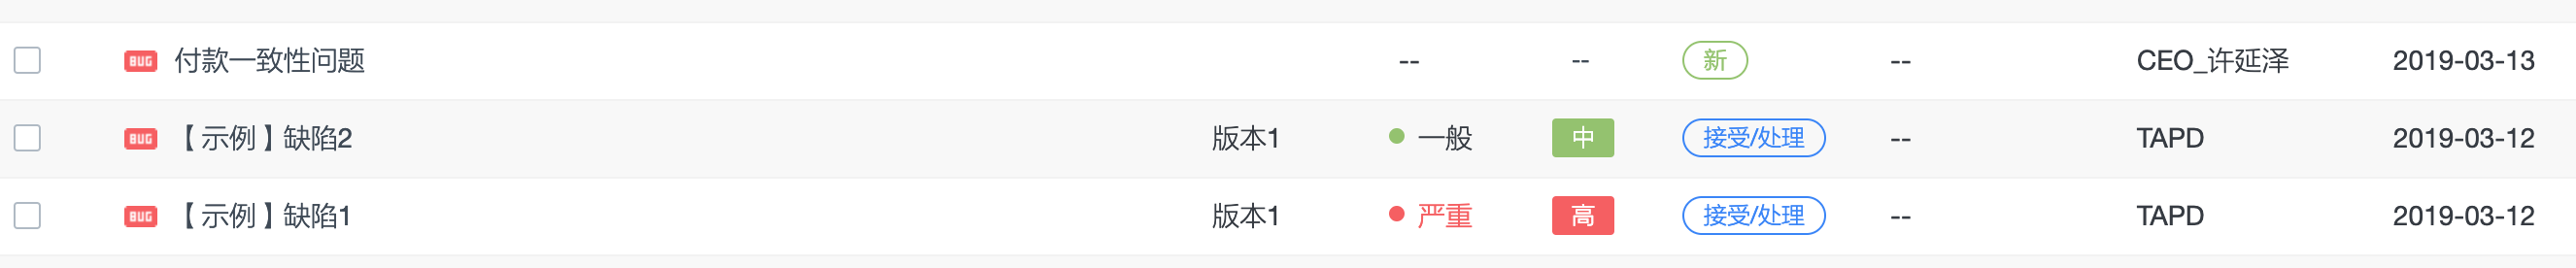 BUG 付款一致性问题 -- -- 新 -- CEO_许延泽 2019-03-13
BUG 【示例】缺陷2 版本1 一般 中 接受/处理 -- TAPD 2019-03-12
BUG 【示例】缺陷1 版本1 严重 高 接受/处理 -- TAPD 2019-03-12